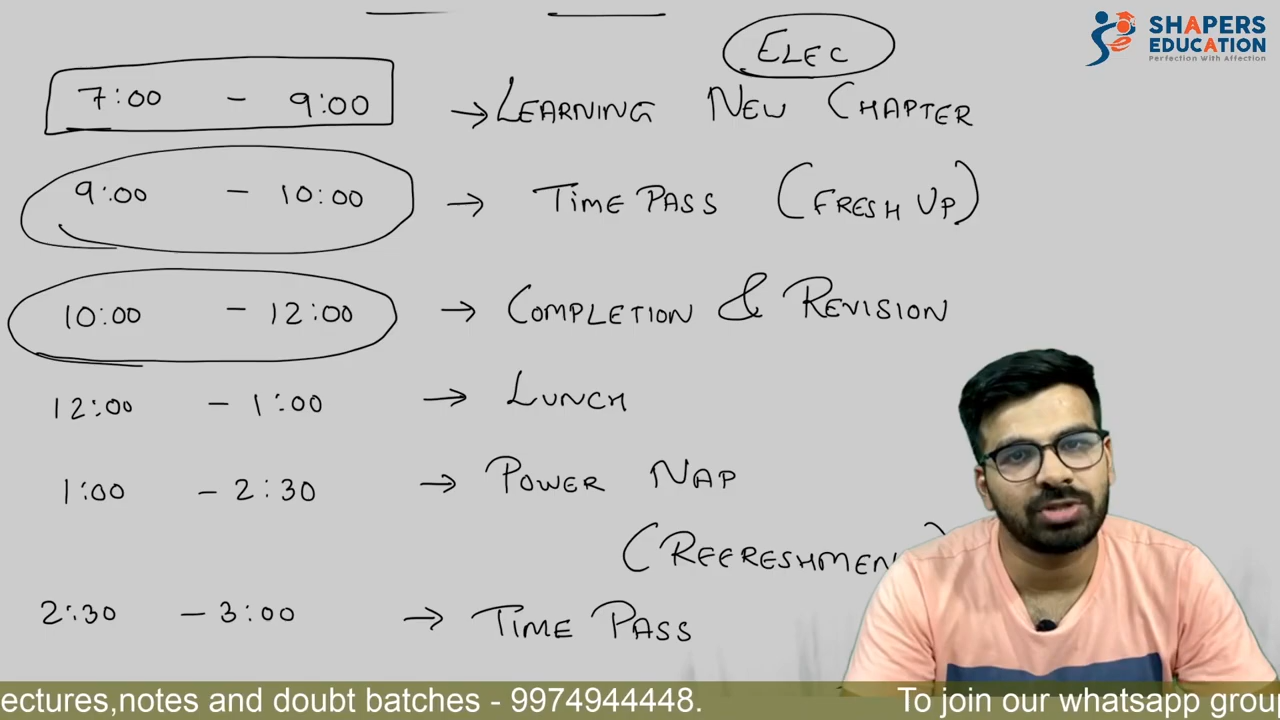 SHAPERS
EDUCATION
Perfection With Affection
ELEC
7:00 - 9:00 → LEARNING NEW CHAPTER
9:00 - 10:00 → TIME PASS (FRESH UP)
10:00 - 12:00 → COMPLETION & REVISION
12:00 - 1:00 → LUNCH
1:00 - 2:30 → POWER NAP
(REFRESHMEN
2:30 - 3:00 → TIME PASS
ectures,notes and doubt batches - 9974944448. To join our whatsapp group